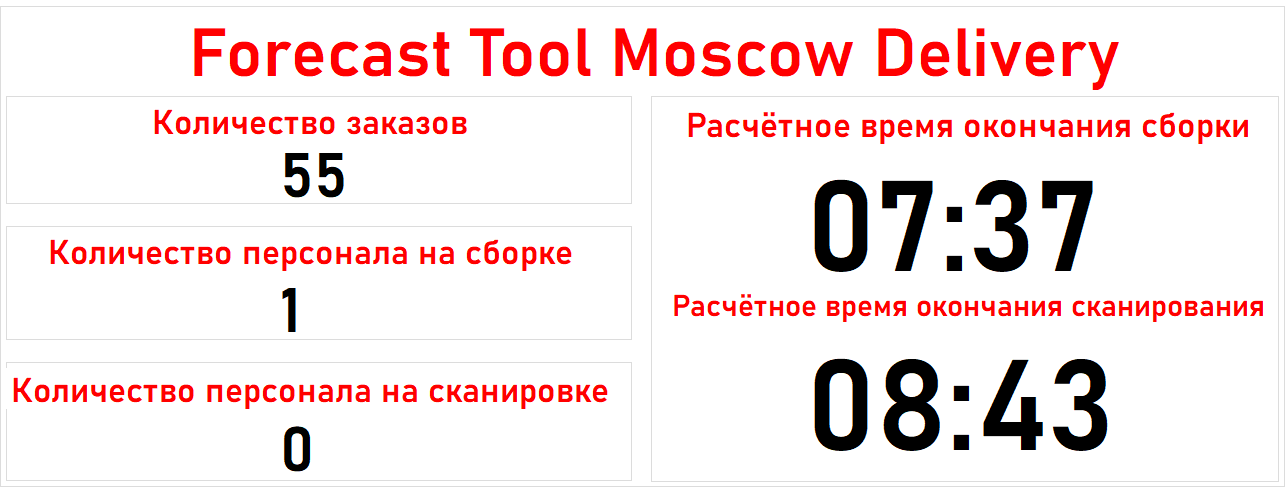 Forecast Tool Moscow Delivery
Количество заказов
55
Количество персонала на сборке
1
Количество персонала на сканировке
0
Расчётное время окончания сборки
07:37
Расчётное время окончания сканирования
08:43